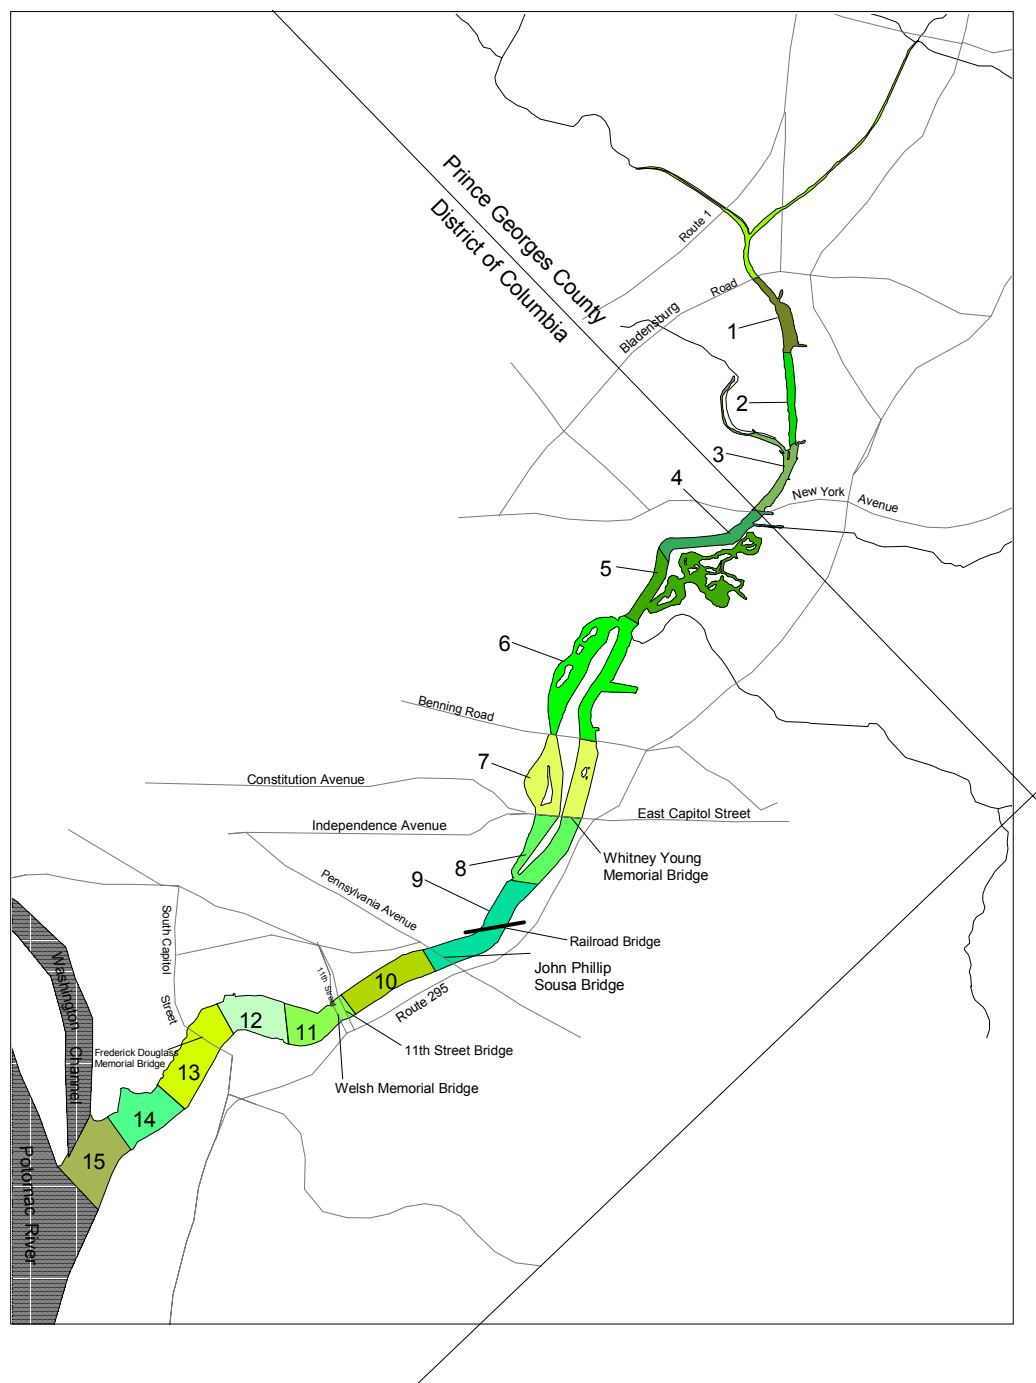 Prince Georges County
District of Columbia
Route 1
Bladensburg
Road
1
2
3
4
New York
Avenue
5
6
Benning Road
7
Constitution Avenue
Independence Avenue
East Capitol Street
8
Whitney Young
Memorial Bridge
9
Pennsylvania Avenue
Railroad Bridge
John Phillip
Sousa Bridge
South Capitol
Street
11th Street
10
Route 295
Washington
Channel
12
11
11th Street Bridge
Frederick Douglass
Memorial Bridge
13
Welsh Memorial Bridge
14
15
Potomac River